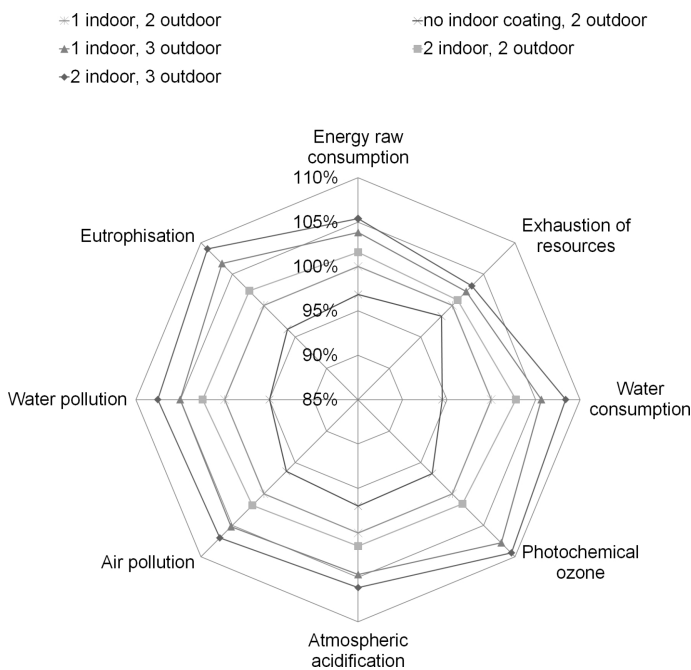 1 indoor, 2 outdoor
no indoor coating, 2 outdoor
1 indoor, 3 outdoor
2 indoor, 2 outdoor
2 indoor, 3 outdoor
Energy raw
consumption
110%
105%
100%
95%
90%
85%
Exhaustion of
resources
Water
consumption
Photochemical
ozone
Atmospheric
acidification
Air pollution
Water pollution
Eutrophisation